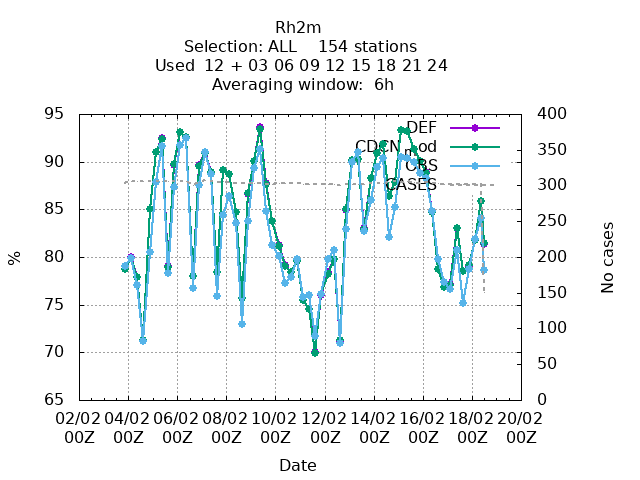 Rh2m
Selection: ALL    154 stations
Used  12 + 03 06 09 12 15 18 21 24
Averaging window:  6h
95 400
90 350
85 300
80 250
75 200
70 150
65 100
50
0
DEF
CDCN_mod
OBS
CASES
%
No cases
02/02 04/02 06/02 08/02 10/02 12/02 14/02 16/02 18/02 20/02
00Z 00Z 00Z 00Z 00Z 00Z 00Z 00Z 00Z 00Z
Date